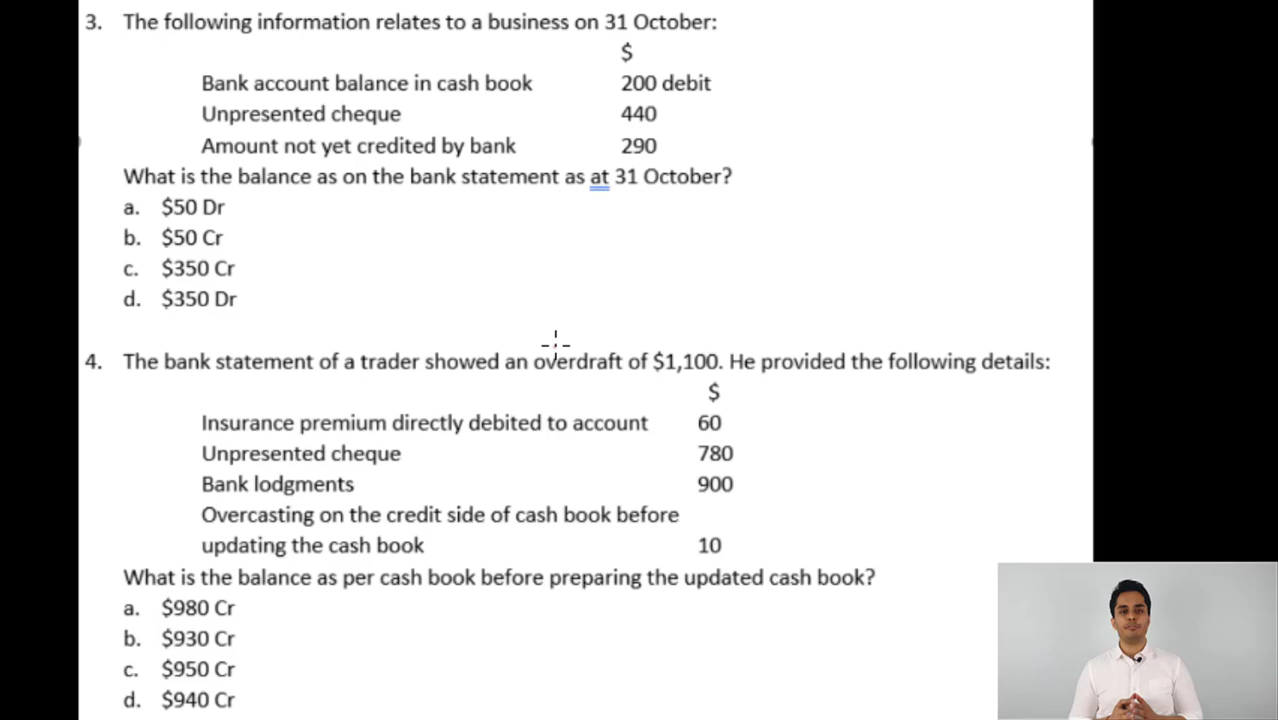 3. The following information relates to a business on 31 October:
$
Bank account balance in cash book 200 debit
Unpresented cheque 440
Amount not yet credited by bank 290
What is the balance as on the bank statement as at 31 October?
a. $50 Dr
b. $50 Cr
c. $350 Cr
d. $350 Dr
4. The bank statement of a trader showed an overdraft of $1,100. He provided the following details:
$
Insurance premium directly debited to account 60
Unpresented cheque 780
Bank lodgments 900
Overcasting on the credit side of cash book before
updating the cash book 10
What is the balance as per cash book before preparing the updated cash book?
a. $980 Cr
b. $930 Cr
c. $950 Cr
d. $940 Cr